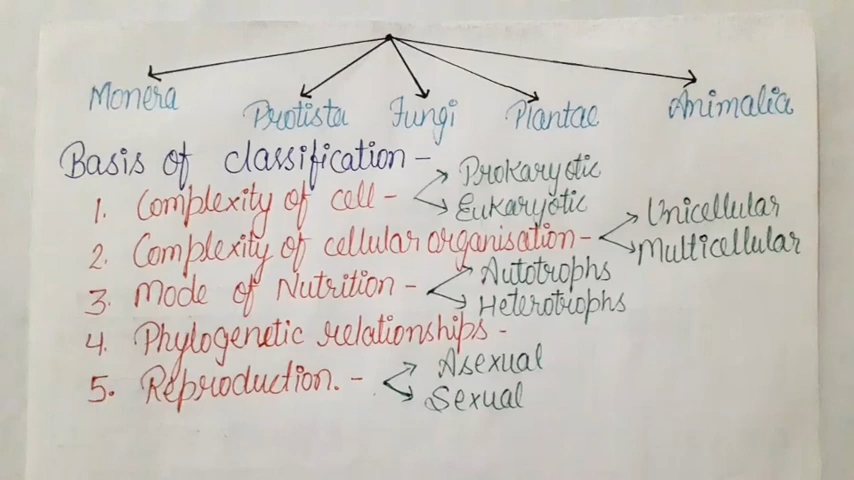 Monera Protista Fungi Plantae Animalia
Basis of classification -
1. Complexity of cell - Prokaryotic
Eukaryotic
2. Complexity of cellular organisation - Unicellular
Multicellular
3. Mode of Nutrition - Autotrophs
Heterotrophs
4. Phylogenetic relationships -
5. Reproduction. - Asexual
Sexual